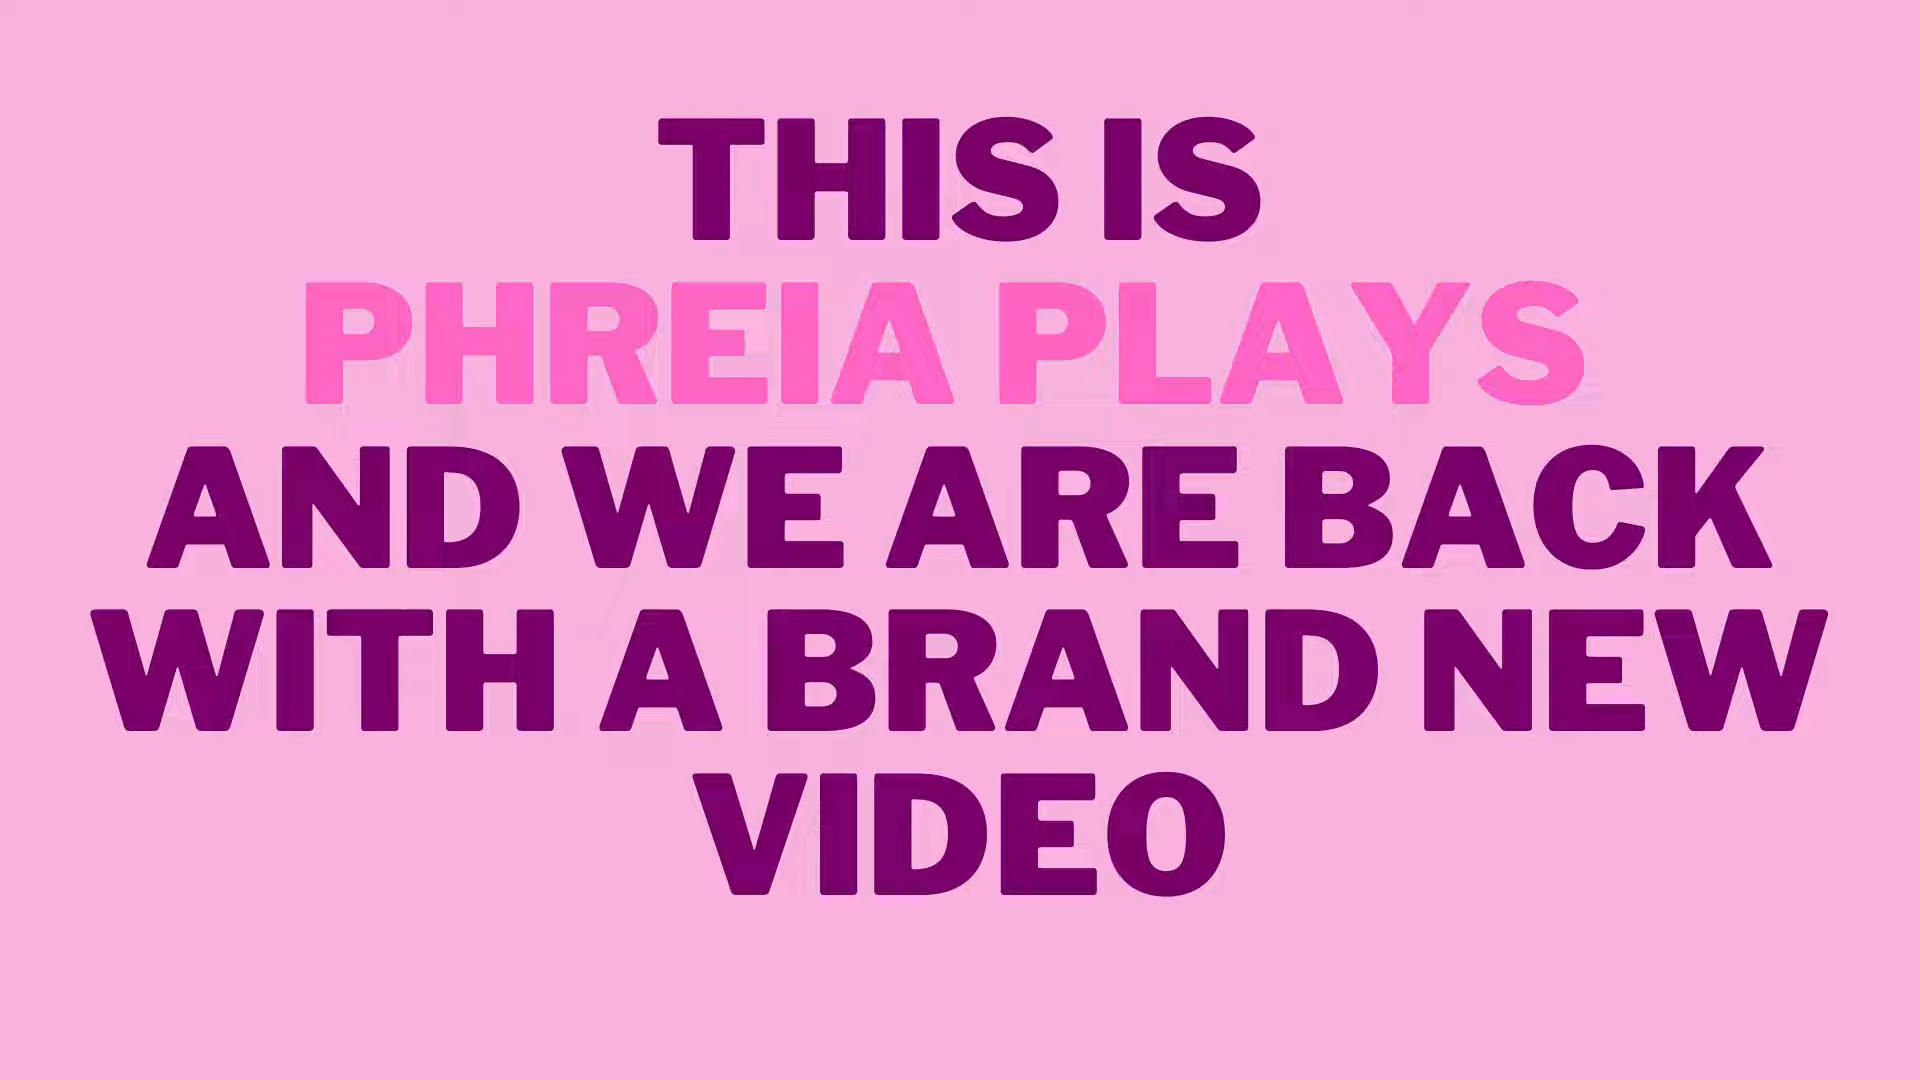 THIS IS
PHREIA PLAYS
AND WE ARE BACK
WITH A BRAND NEW
VIDEO